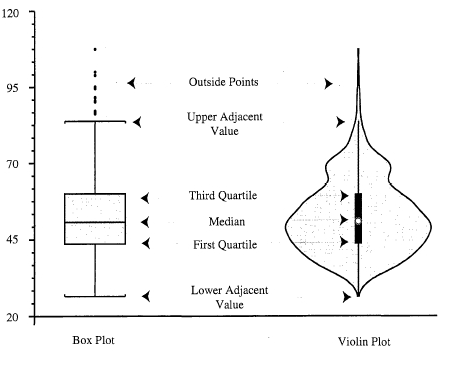 120
95
70
45
20
Outside Points
Upper Adjacent
Value
Third Quartile
Median
First Quartile
Lower Adjacent
Value
Box Plot
Violin Plot